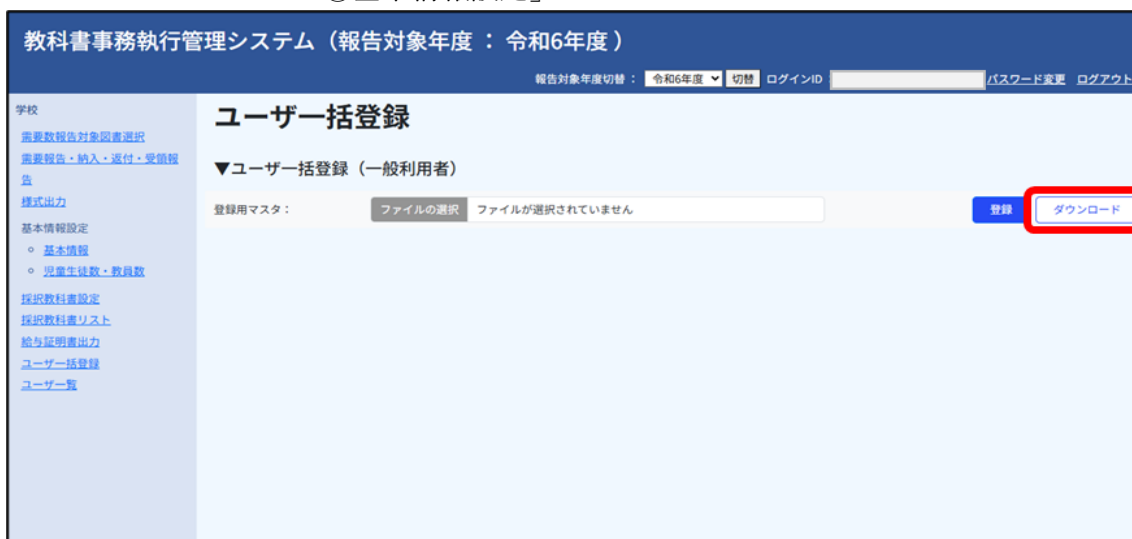 教科書事務執行管理システム（報告対象年度 ： 令和6年度 ）
報告対象年度切替 ： 令和6年度 切替 ログインID パスワード変更 ログアウト
学校
需要数報告対象図書選択
需要報告・納入・返付・受領報
告
様式出力
基本情報設定
基本情報
児童生徒数・教員数
採択教科書設定
採択教科書リスト
給与証明書出力
ユーザー括登録
ユーザー覧
ユーザー括登録
▼ユーザー括登録（一般利用者）
登録用マスタ： ファイルの選択 ファイルが選択されていません 登録 ダウンロード